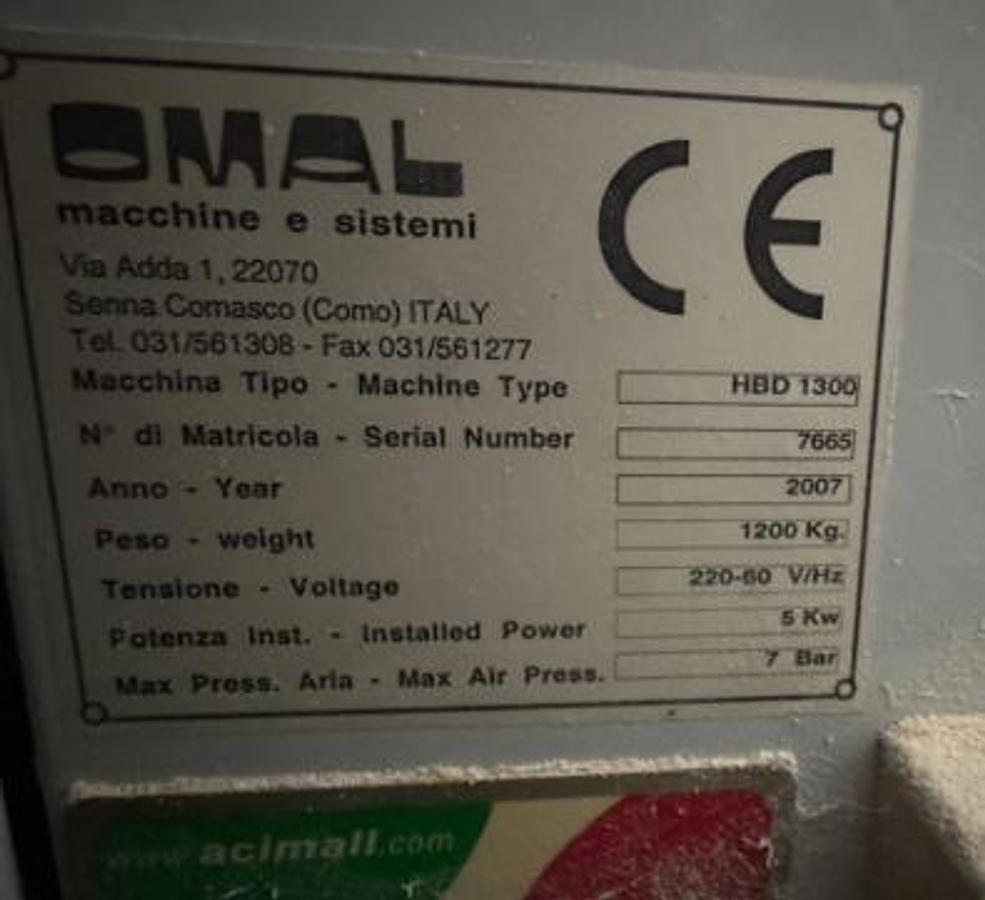 OMAL
macchine e sistemi
CE
Via Adda 1, 22070
Senna Comasco (Como) ITALY
Tel. 031/561308 - Fax 031/561277
Macchina Tipo - Machine Type HBD 1300
N° di Matricola - Serial Number 7665
Anno - Year 2007
Peso - weight 1200 Kg.
Tensione - Voltage 220-60 V/Hz
Potenza Inst. - Installed Power 5 Kw
Max Press. Aria - Max Air Press. 7 Bar
www.acimall.com